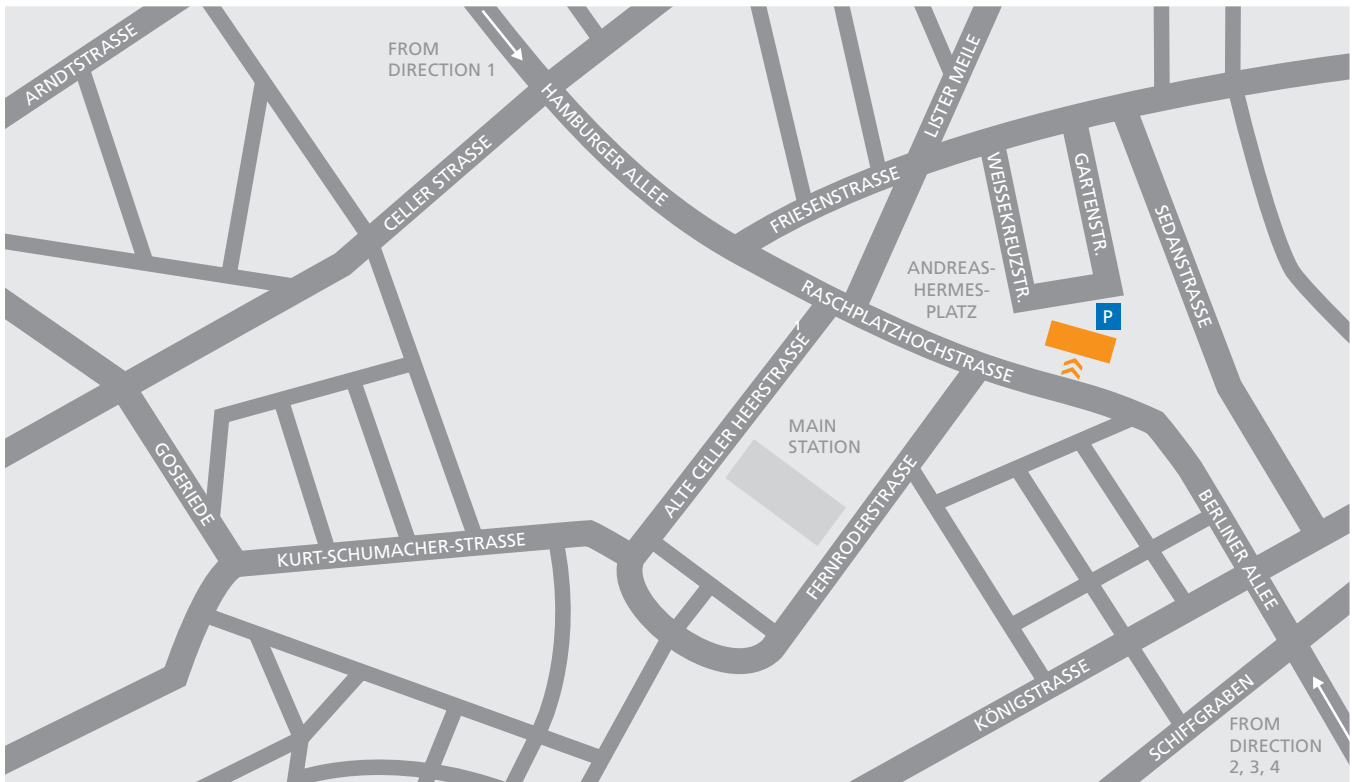 ARNDTSTRASSE
FROM
DIRECTION 1
HAMBURGER ALLEE
LISTER MEILE
CELLER STRASSE
FRIESENSTRASSE
WEISSEKREUZSTR.
GARTENSTR.
SEDANSTRASSE
ANDREAS-
HERMES-
PLATZ
RASCHPLATZHOCHSTRASSE
P
ALTE CELLER HEERSTRASSE
MAIN
STATION
GOSERIEDE
KURT-SCHUMACHER-STRASSE
FERNRODERSTRASSE
BERLINER ALLEE
KÖNIGSTRASSE
SCHIFFGRABEN
FROM
DIRECTION
2, 3, 4